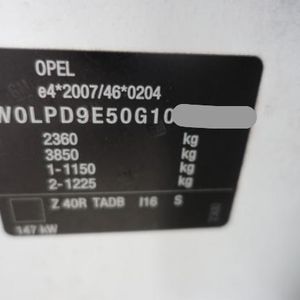 OPEL
e4*2007/46*0204
W0LPD9E50G10
2360 kg
3850 kg
1-1150 kg
2-1225 kg
Z 40R TADB I16 S
147 kW